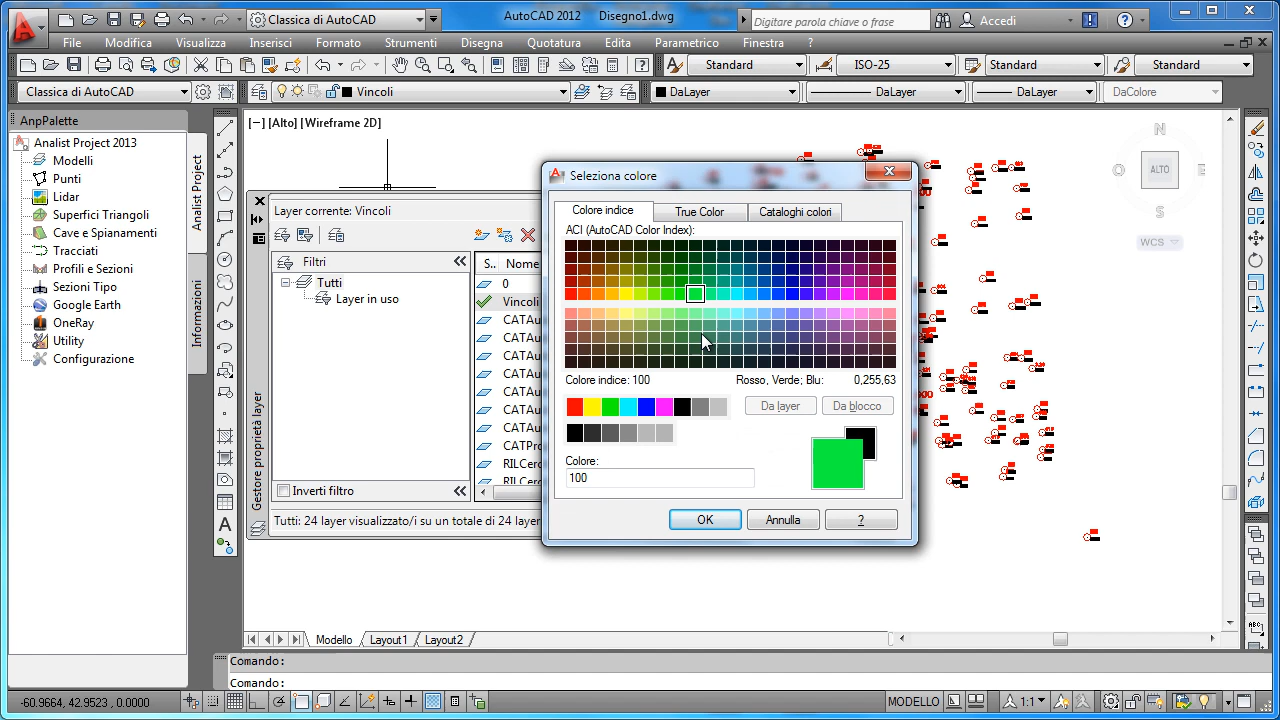 Classica di AutoCAD
AutoCAD 2012 Disegno1.dwg
Digitare parola chiave o frase
Accedi
File Modifica Visualizza Inserisci Formato Strumenti Disegna Quotatura Edita Parametrico Finestra ?
Standard ISO-25 Standard Standard
Classica di AutoCAD Vincoli DaLayer DaLayer DaLayer DaColore
AnpPalette
Analist Project 2013
Modelli
Punti
Lidar
Superfici Triangoli
Cave e Spianamenti
Tracciati
Profili e Sezioni
Sezioni Tipo
Google Earth
OneRay
Utility
Configurazione
Analist Project
Informazioni
[−] [Alto] [Wireframe 2D]
N
O ALTO E
S
WCS
Gestore proprietà layer
Layer corrente: Vincoli
Filtri
Tutti
Layer in uso
Inverti filtro
Tutti: 24 layer visualizzato/i su un totale di 24 layer
S.. Nome
0
Vincoli
CATAu
CATAu
CATAu
CATAu
CATAu
CATAu
CATAu
CATPro
RILCer
RILCer
Seleziona colore
Colore indice True Color Cataloghi colori
ACI (AutoCAD Color Index):
Colore indice: 100 Rosso, Verde; Blu: 0,255,63
Da layer Da blocco
Colore:
100
OK Annulla ?
Modello Layout1 Layout2
Comando:
Comando:
-60.9664, 42.9523, 0.0000
MODELLO 1:1